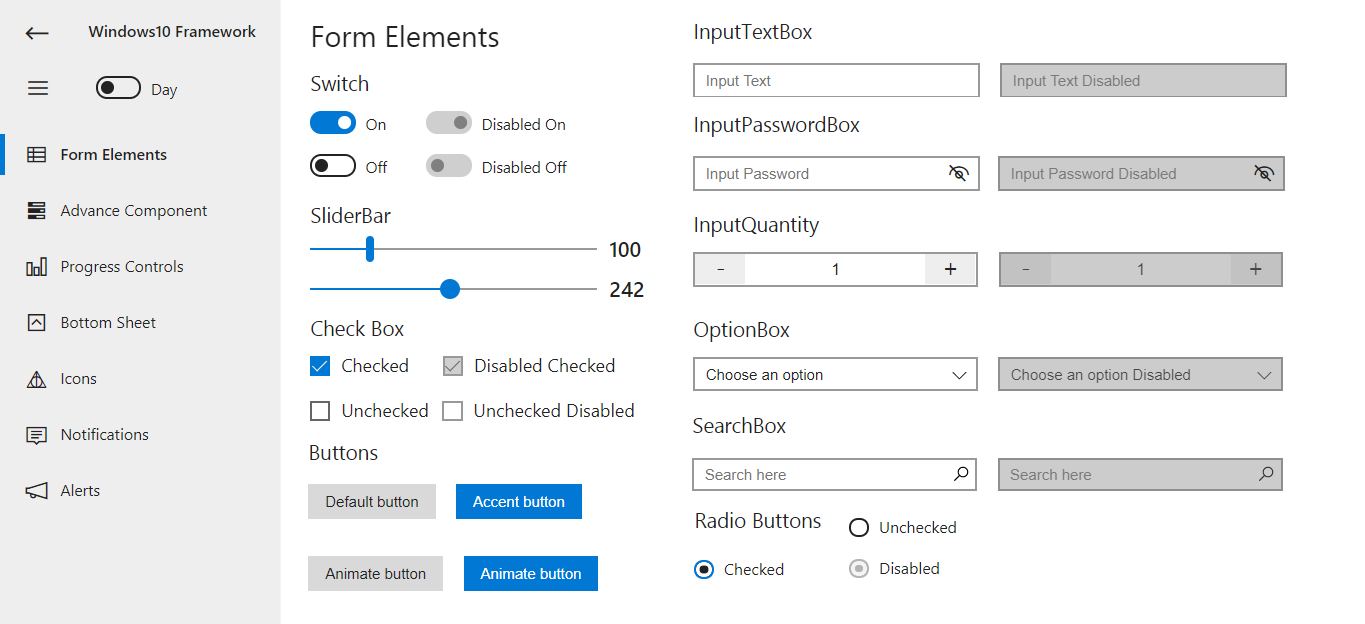 Windows10 Framework
Day
Form Elements
Advance Component
Progress Controls
Bottom Sheet
Icons
Notifications
Alerts
Form Elements
Switch
On
Disabled On
Off
Disabled Off
SliderBar
100
242
Check Box
Checked
Disabled Checked
Unchecked
Unchecked Disabled
Buttons
Default button
Accent button
Animate button
Animate button
InputTextBox
Input Text
Input Text Disabled
InputPasswordBox
Input Password
Input Password Disabled
InputQuantity
- 1 +
- 1 +
OptionBox
Choose an option
Choose an option Disabled
SearchBox
Search here
Search here
Radio Buttons
Unchecked
Checked
Disabled